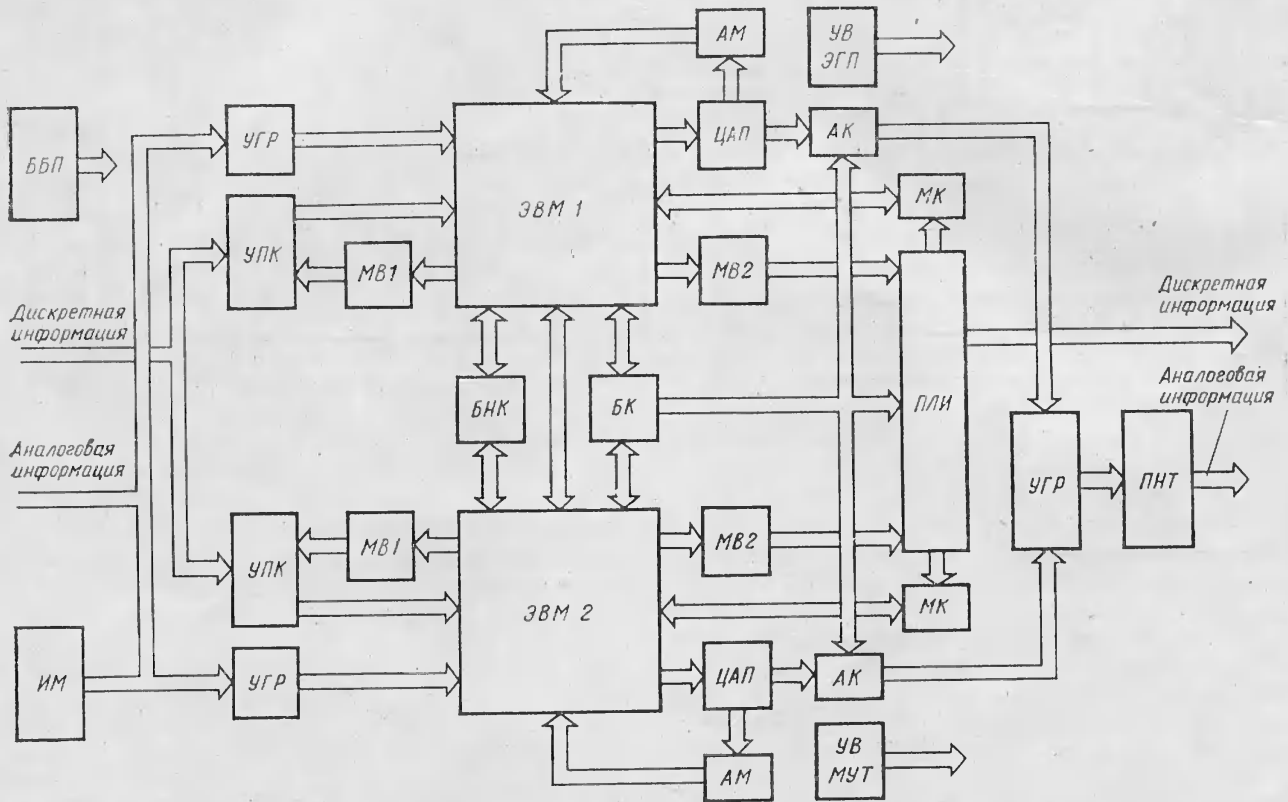 АМ
УВ
ЭГП
ББП
УГР
ЭВМ 1
ЦАП
АК
УПК
МВ1
МВ2
МК
Дискретная
информация
Дискретная
информация
БНК
БК
ПЛИ
Аналоговая
информация
Аналоговая
информация
УГР
ПНТ
УПК
МВ1
ЭВМ 2
МВ2
МК
ИМ
УГР
ЦАП
АК
АМ
УВ
МУТ